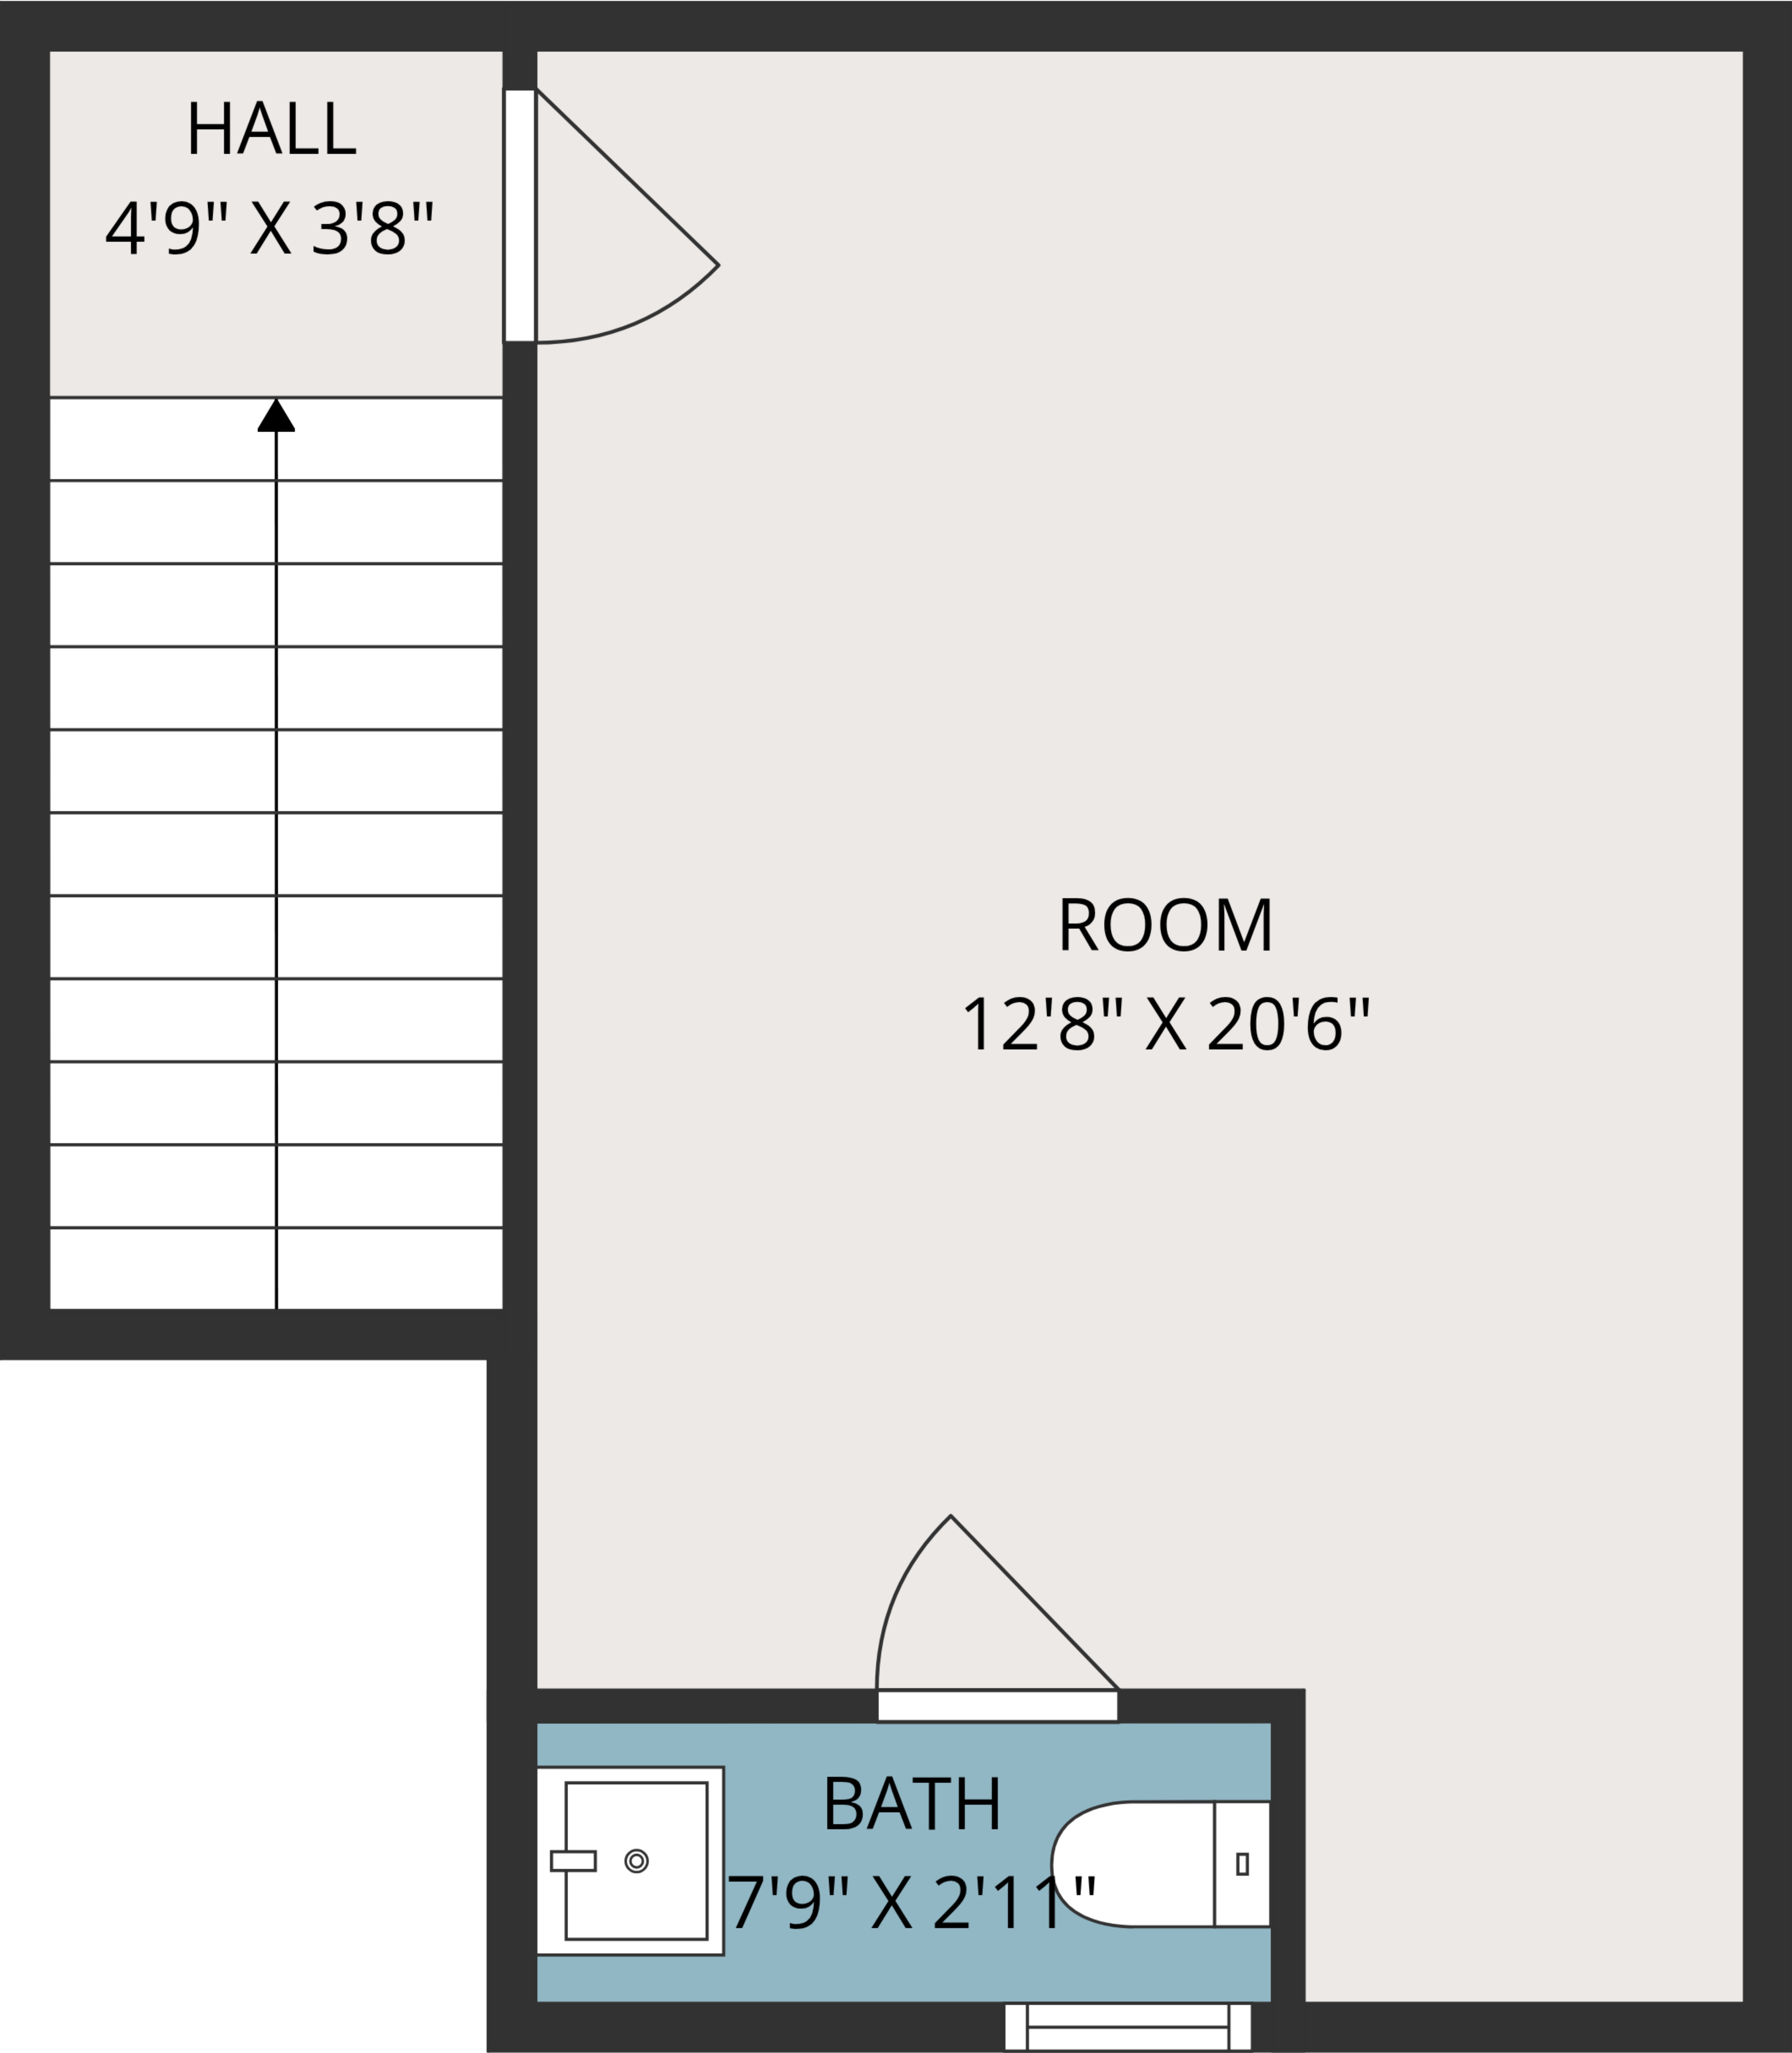 HALL
4'9" X 3'8"
ROOM
12'8" X 20'6"
BATH
7'9" X 2'11"